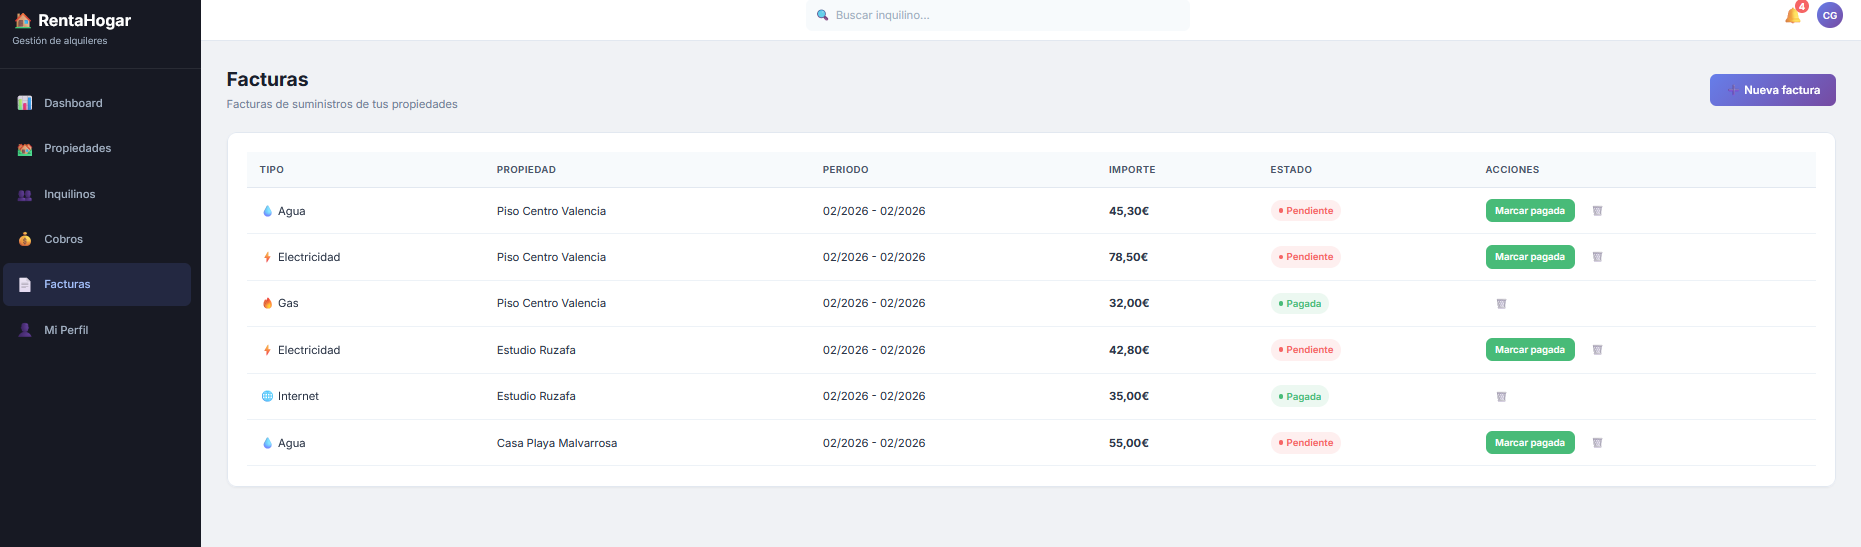 RentaHogar
Gestión de alquileres
Buscar inquilino...
4
CG
Dashboard
Propiedades
Inquilinos
Cobros
Facturas
Mi Perfil
Facturas
Facturas de suministros de tus propiedades
Nueva factura
TIPO PROPIEDAD PERIODO IMPORTE ESTADO ACCIONES
Agua Piso Centro Valencia 02/2026 - 02/2026 45,30€ Pendiente Marcar pagada
Electricidad Piso Centro Valencia 02/2026 - 02/2026 78,50€ Pendiente Marcar pagada
Gas Piso Centro Valencia 02/2026 - 02/2026 32,00€ Pagada
Electricidad Estudio Ruzafa 02/2026 - 02/2026 42,80€ Pendiente Marcar pagada
Internet Estudio Ruzafa 02/2026 - 02/2026 35,00€ Pagada
Agua Casa Playa Malvarrosa 02/2026 - 02/2026 55,00€ Pendiente Marcar pagada